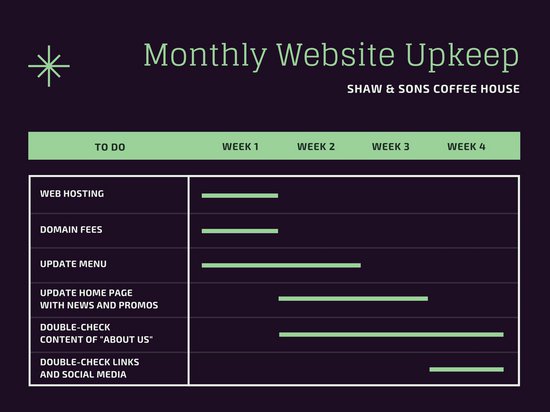 Monthly Website Upkeep
SHAW & SONS COFFEE HOUSE
TO DO WEEK 1 WEEK 2 WEEK 3 WEEK 4
WEB HOSTING
DOMAIN FEES
UPDATE MENU
UPDATE HOME PAGE
WITH NEWS AND PROMOS
DOUBLE-CHECK
CONTENT OF "ABOUT US"
DOUBLE-CHECK LINKS
AND SOCIAL MEDIA